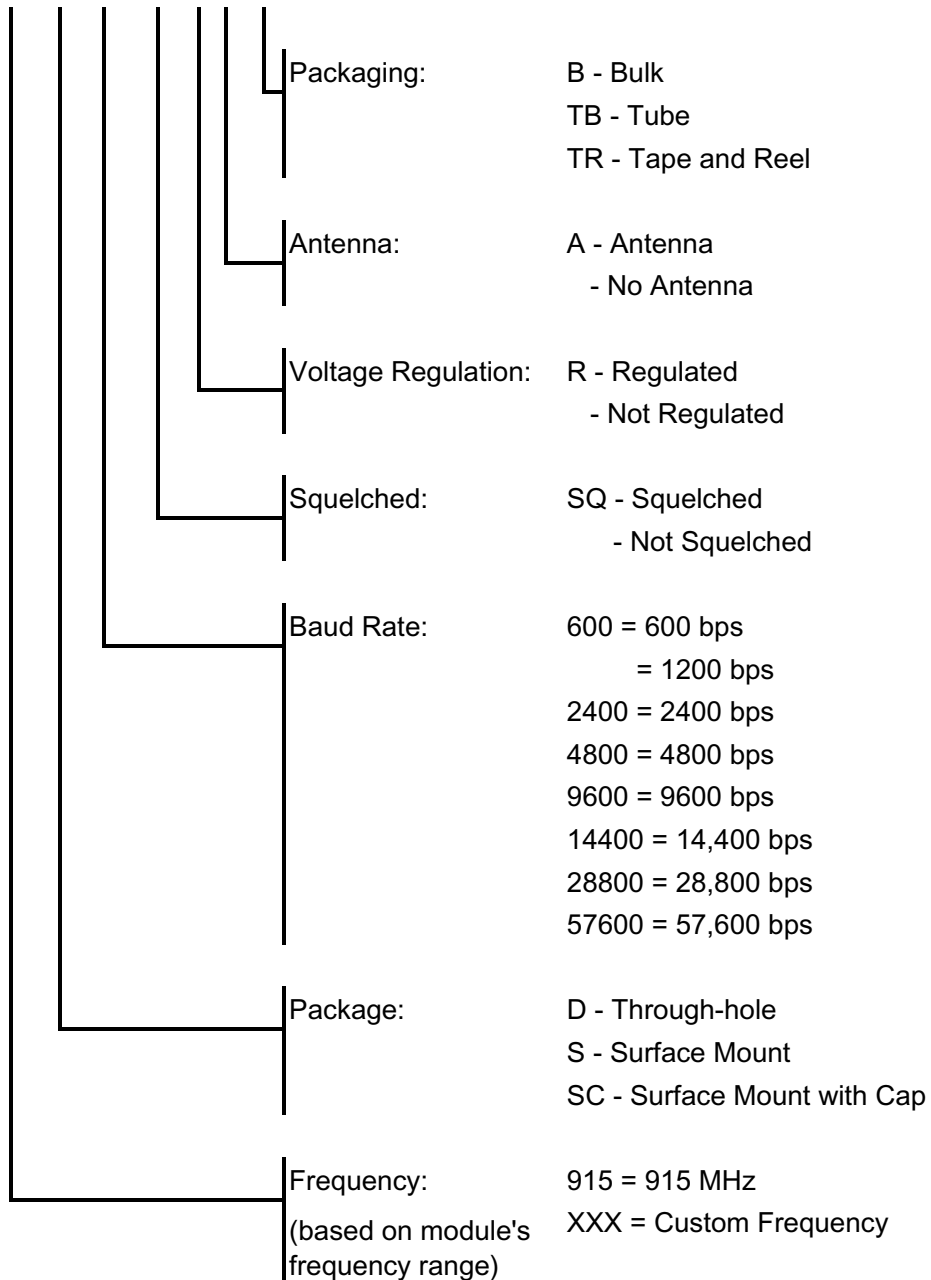 Packaging: B - Bulk
TB - Tube
TR - Tape and Reel
Antenna: A - Antenna
- No Antenna
Voltage Regulation: R - Regulated
- Not Regulated
Squelched: SQ - Squelched
- Not Squelched
Baud Rate: 600 = 600 bps
= 1200 bps
2400 = 2400 bps
4800 = 4800 bps
9600 = 9600 bps
14400 = 14,400 bps
28800 = 28,800 bps
57600 = 57,600 bps
Package: D - Through-hole
S - Surface Mount
SC - Surface Mount with Cap
Frequency: 915 = 915 MHz
(based on module's XXX = Custom Frequency
frequency range)